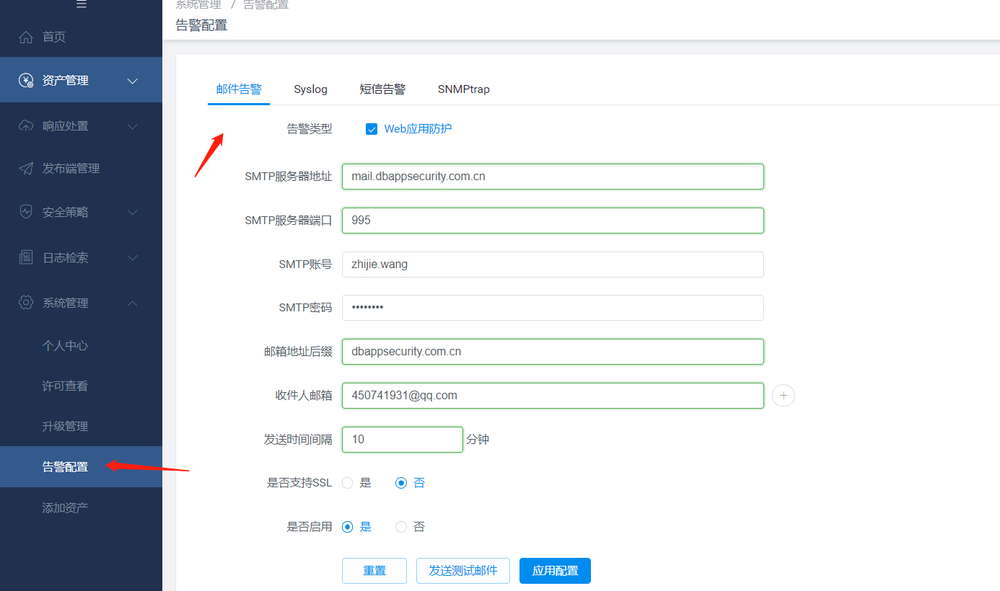 系统管理 / 告警配置
告警配置
首页
资产管理
响应处置
发布端管理
安全策略
日志检索
系统管理
个人中心
许可查看
升级管理
告警配置
添加资产
邮件告警 Syslog 短信告警 SNMPtrap
告警类型 Web应用防护
SMTP服务器地址 mail.dbappsecurity.com.cn
SMTP服务器端口 995
SMTP账号 zhijie.wang
SMTP密码 ••••••••
邮箱地址后缀 dbappsecurity.com.cn
收件人邮箱 450741931@qq.com
发送时间间隔 10 分钟
是否支持SSL 是 否
是否启用 是 否
重置 发送测试邮件 应用配置